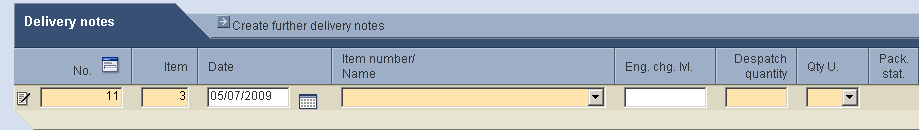 Delivery notes
Create further delivery notes
No.
Item
Date
Item number/
Name
Eng. chg. lvl.
Despatch
quantity
Qty U.
Pack.
stat.
11
3
05/07/2009